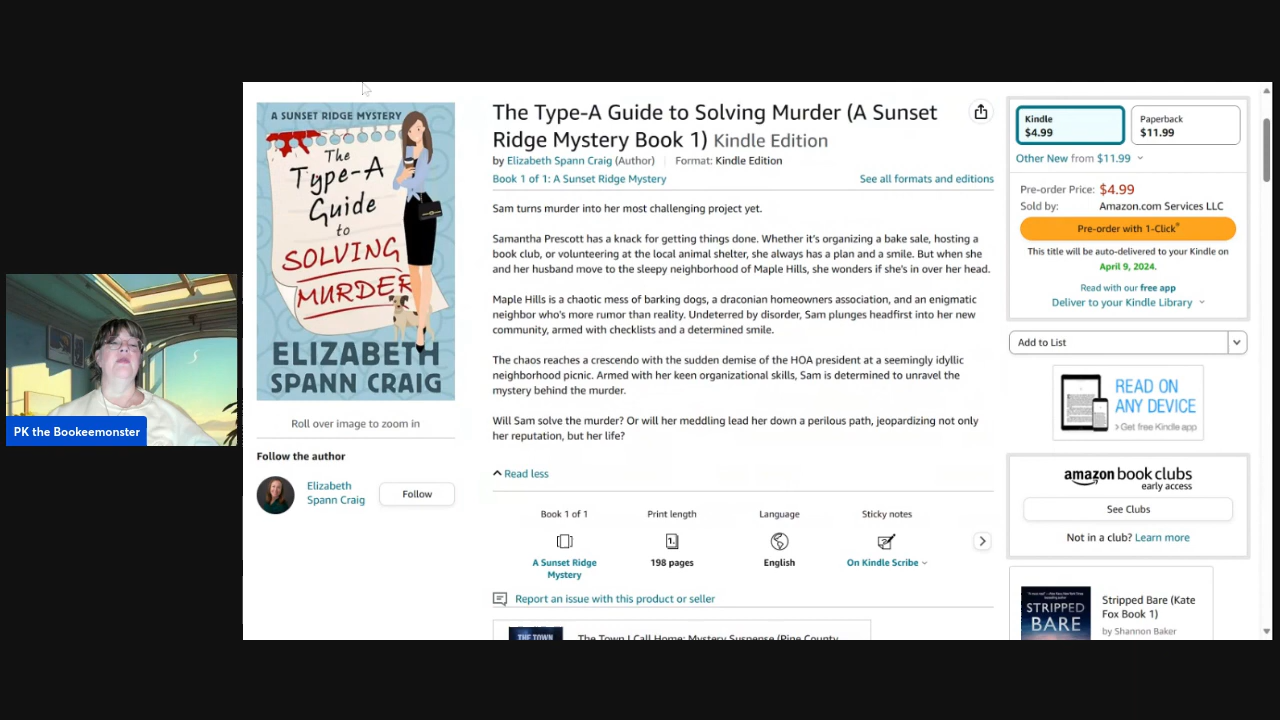 PK the Bookeemonster
A SUNSET RIDGE MYSTERY
The
Type-A
Guide
to
SOLVING
MURDER
ELIZABETH
SPANN CRAIG
Roll over image to zoom in
Follow the author
Elizabeth
Spann Craig
Follow
The Type-A Guide to Solving Murder (A Sunset
Ridge Mystery Book 1) Kindle Edition
by Elizabeth Spann Craig (Author) Format: Kindle Edition
Book 1 of 1: A Sunset Ridge Mystery See all formats and editions
Sam turns murder into her most challenging project yet.
Samantha Prescott has a knack for getting things done. Whether it's organizing a bake sale, hosting a
book club, or volunteering at the local animal shelter, she always has a plan and a smile. But when she
and her husband move to the sleepy neighborhood of Maple Hills, she wonders if she's in over her head.
Maple Hills is a chaotic mess of barking dogs, a draconian homeowners association, and an enigmatic
neighbor who's more rumor than reality. Undeterred by disorder, Sam plunges headfirst into her new
community, armed with checklists and a determined smile.
The chaos reaches a crescendo with the sudden demise of the HOA president at a seemingly idyllic
neighborhood picnic. Armed with her keen organizational skills, Sam is determined to unravel the
mystery behind the murder.
Will Sam solve the murder? Or will her meddling lead her down a perilous path, jeopardizing not only
her reputation, but her life?
Read less
Book 1 of 1
A Sunset Ridge
Mystery
Print length
198 pages
Language
English
Sticky notes
On Kindle Scribe
Report an issue with this product or seller
THE TOWN
The Town I Call Home: Mystery Suspense (Pine County
Kindle
$4.99
Paperback
$11.99
Other New from $11.99
Pre-order Price: $4.99
Sold by: Amazon.com Services LLC
Pre-order with 1-Click®
This title will be auto-delivered to your Kindle on
April 9, 2024.
Read with our free app
Deliver to your Kindle Library
Add to List
READ ON
ANY DEVICE
> Get free Kindle app
amazon book clubs
early access
See Clubs
Not in a club? Learn more
STRIPPED
BARE
Stripped Bare (Kate
Fox Book 1)
by Shannon Baker